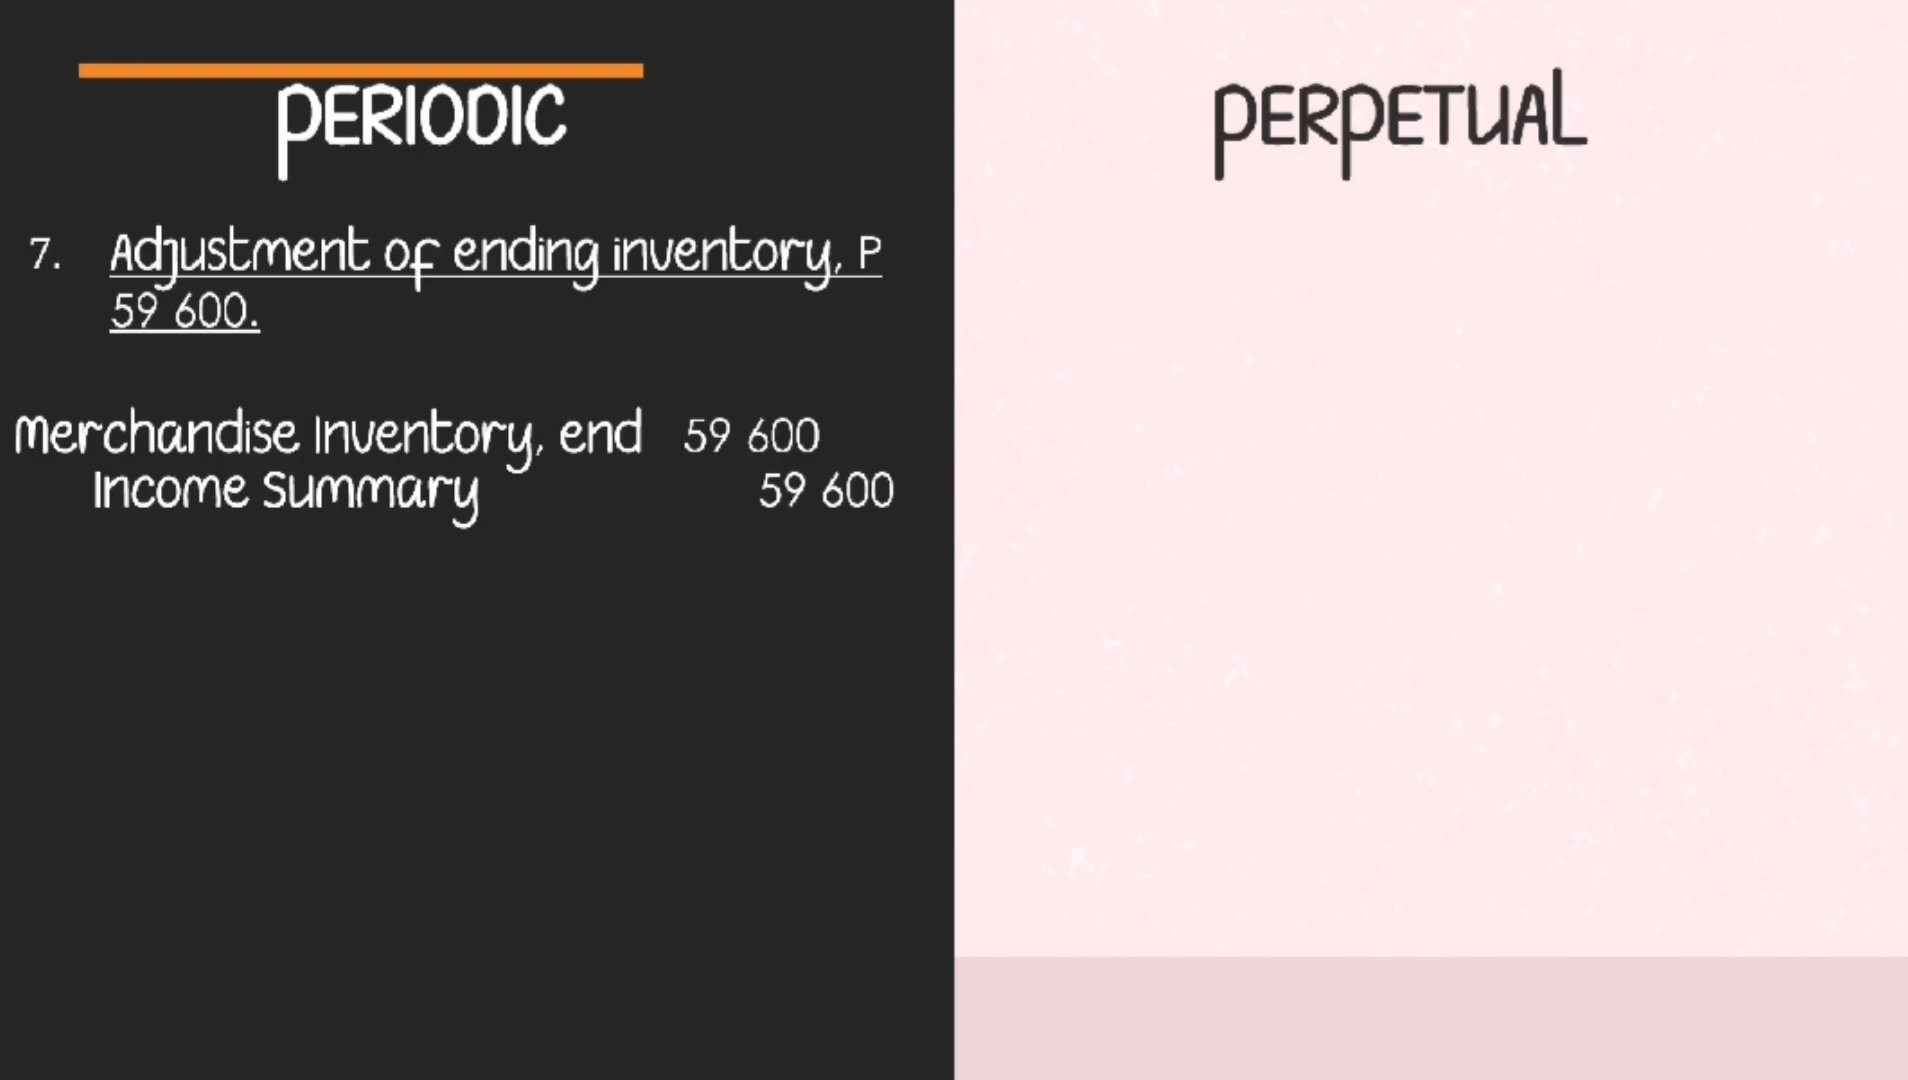 PERIODIC
7. Adjustment of ending inventory, P
59 600.
Merchandise Inventory, end 59 600
Income Summary 59 600
PERPETUAL